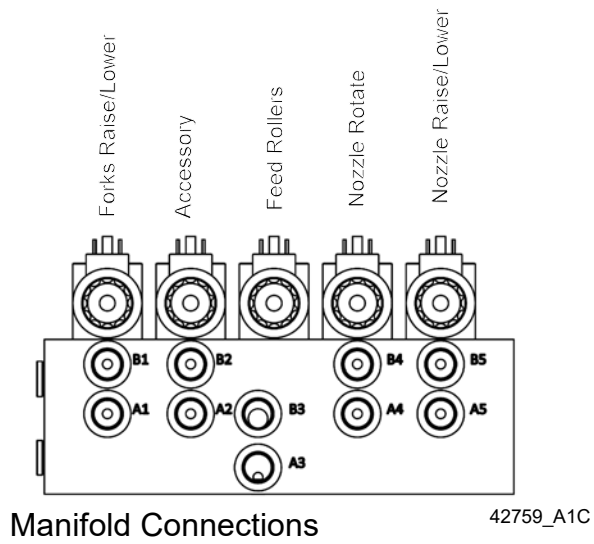 Forks Raise/Lower
Accessory
Feed Rollers
Nozzle Rotate
Nozzle Raise/Lower
B1
B2
B4
B5
A1
A2
B3
A4
A5
A3
Manifold Connections
42759_A1C